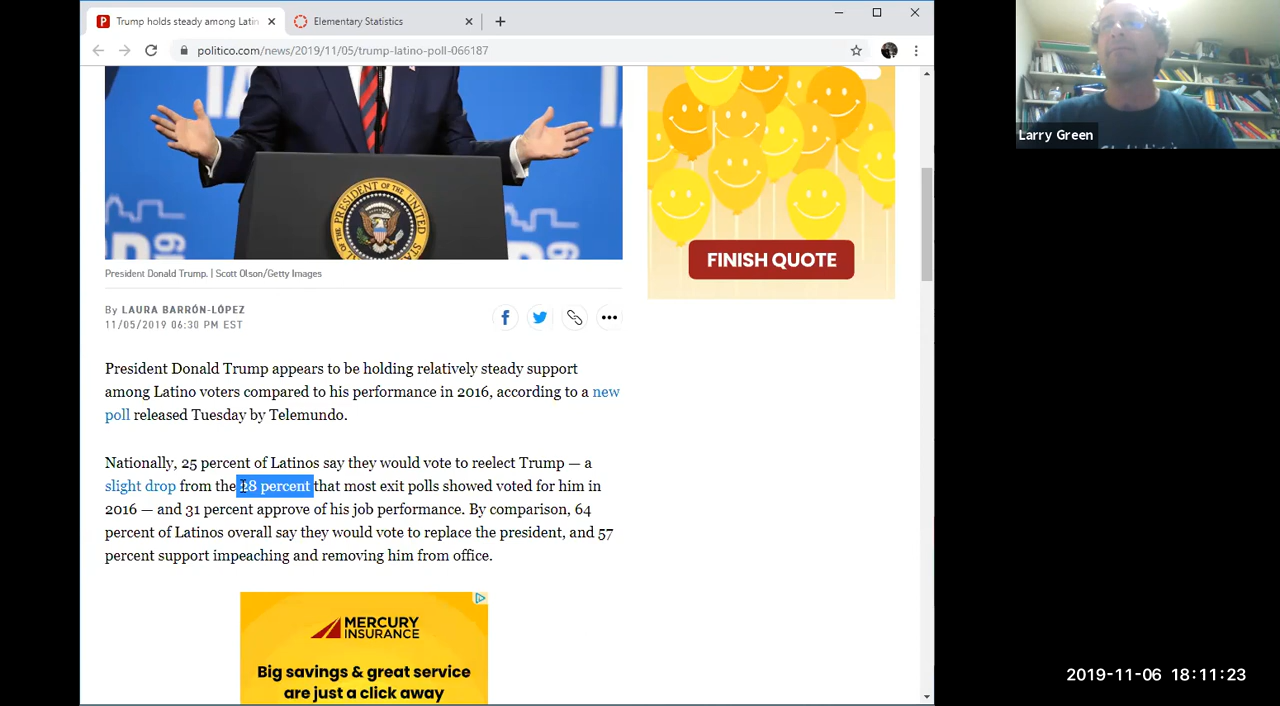 Trump holds steady among Latin
Elementary Statistics
politico.com/news/2019/11/05/trump-latino-poll-066187
Larry Green
PRESIDENT OF THE UNITED
FINISH QUOTE
President Donald Trump. | Scott Olson/Getty Images
By LAURA BARRÓN-LÓPEZ
11/05/2019 06:30 PM EST
President Donald Trump appears to be holding relatively steady support
among Latino voters compared to his performance in 2016, according to a new
poll released Tuesday by Telemundo.
Nationally, 25 percent of Latinos say they would vote to reelect Trump — a
slight drop from the 28 percent that most exit polls showed voted for him in
2016 — and 31 percent approve of his job performance. By comparison, 64
percent of Latinos overall say they would vote to replace the president, and 57
percent support impeaching and removing him from office.
MERCURY
INSURANCE
Big savings & great service
are just a click away
2019-11-06 18:11:23